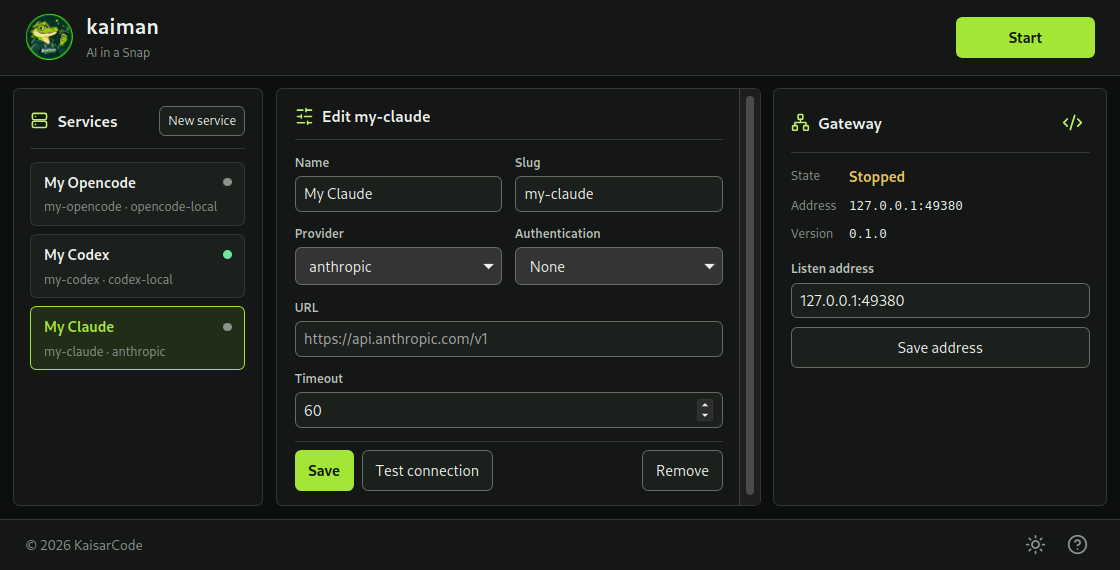 kaiman
AI in a Snap
Start
Services
New service
My Opencode
my-opencode · opencode-local
My Codex
my-codex · codex-local
My Claude
my-claude · anthropic
Edit my-claude
Name
Slug
My Claude
my-claude
Provider
Authentication
anthropic
None
URL
https://api.anthropic.com/v1
Timeout
60
Save
Test connection
Remove
Gateway
State Stopped
Address 127.0.0.1:49380
Version 0.1.0
Listen address
127.0.0.1:49380
Save address
© 2026 KaisarCode